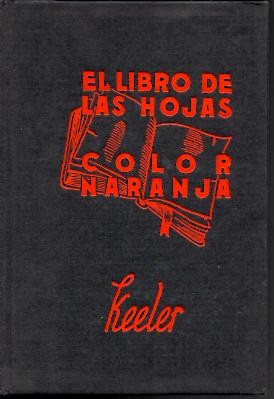 EL LIBRO DE
LAS HOJAS
COLOR
NARANJA
Keeler